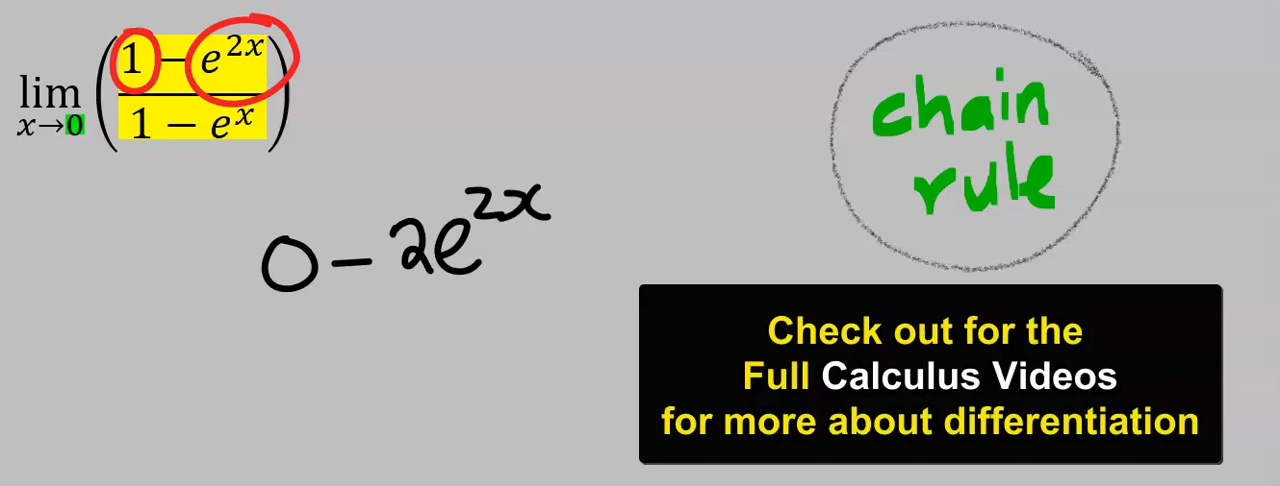 lim x→0 ( (1 − e^{2x}) / (1 − e^x) )
chain
rule
0 − 2e^{2x}
Check out for the
Full Calculus Videos
for more about differentiation